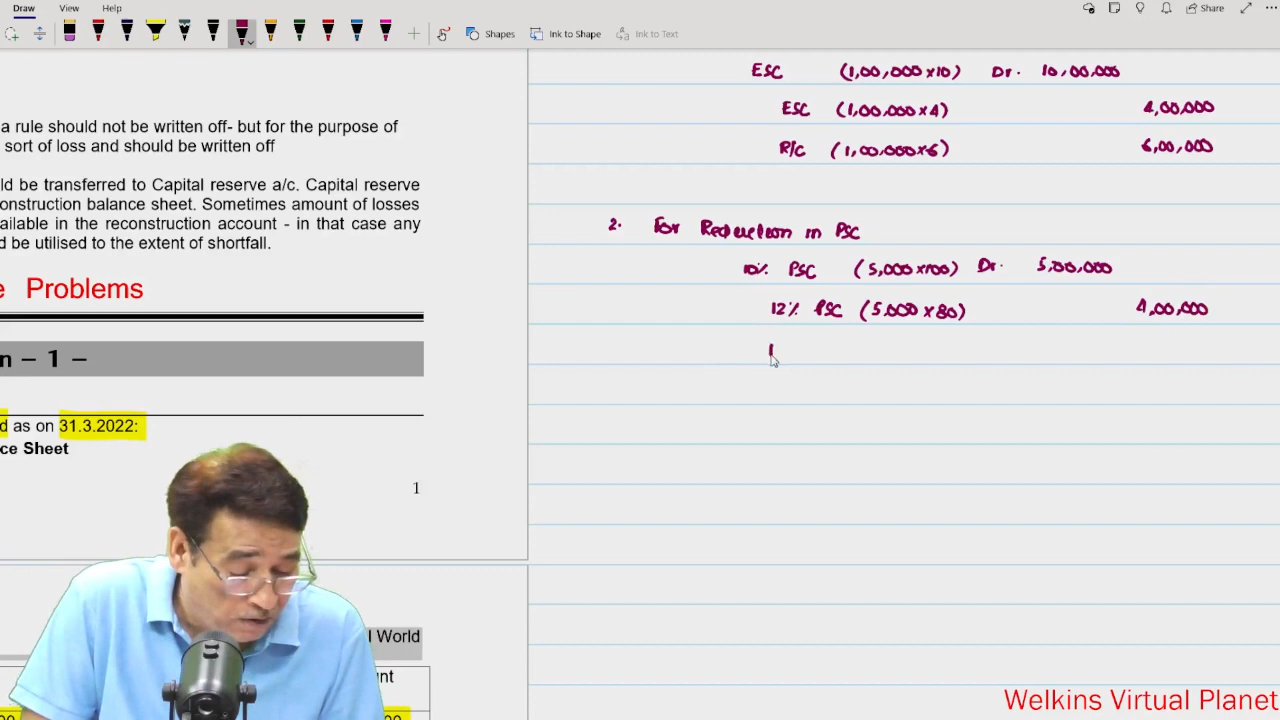 Draw View Help Share
Shapes Ink to Shape Ink to Text
a rule should not be written off- but for the purpose of
sort of loss and should be written off
ld be transferred to Capital reserve a/c. Capital reserve
onstruction balance sheet. Sometimes amount of losses
ailable in the reconstruction account - in that case any
d be utilised to the extent of shortfall.
e Problems
n – 1 –
d as on 31.3.2022:
ce Sheet
1
l World
nt
ESC (1,00,000×10) Dr. 10,00,000
ESC (1,00,000×4) 4,00,000
R/C (1,00,000×6) 6,00,000
2. For Reduction in PSC
10% PSC (5,000×100) Dr. 5,00,000
12% PSC (5,000×80) 4,00,000
Welkins Virtual Planet